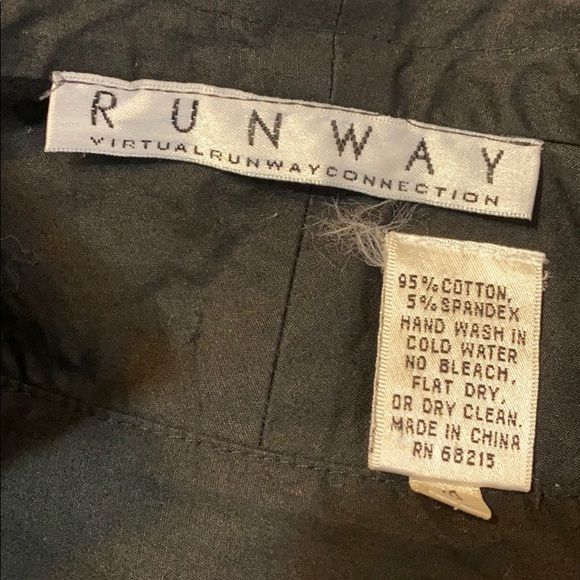 RUNWAY
VIRTUALRUNWAYCONNECTION
95% COTTON,
5% SPANDEX
HAND WASH IN
COLD WATER
NO BLEACH,
FLAT DRY,
OR DRY CLEAN.
MADE IN CHINA
RN 68215